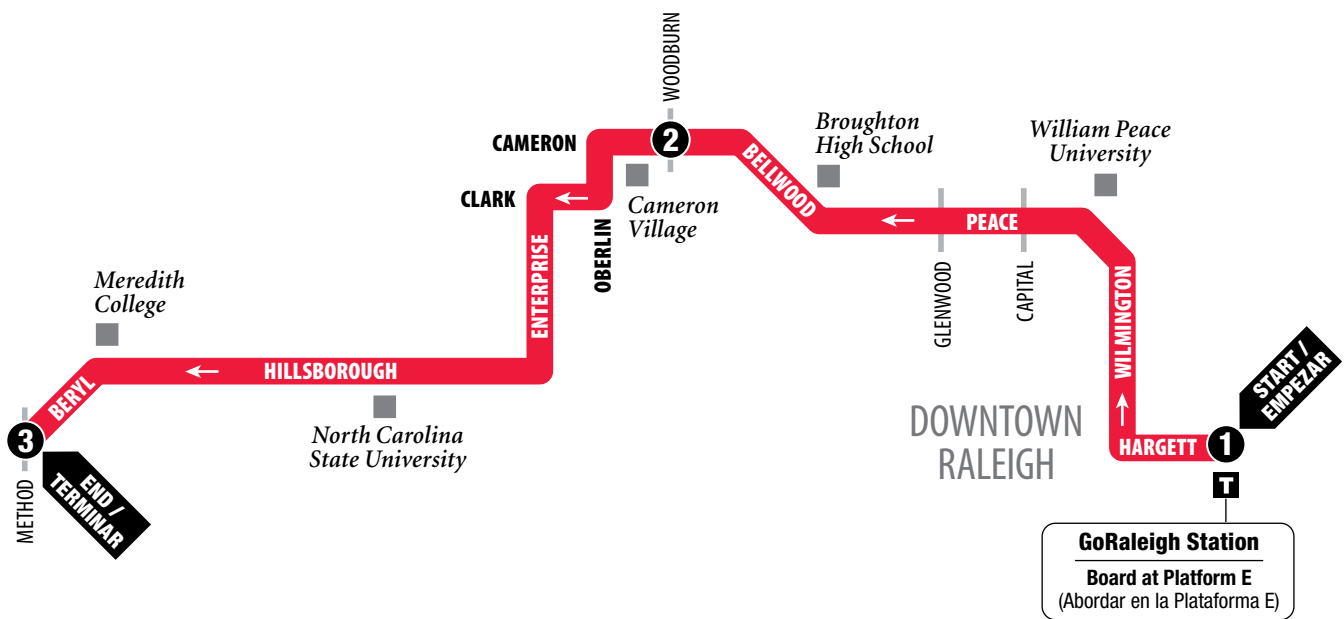 WOODBURN
CAMERON
2
BELLWOOD
Broughton
High School
William Peace
University
CLARK
Cameron
Village
OBERLIN
ENTERPRISE
PEACE
GLENWOOD
CAPITAL
WILMINGTON
Meredith
College
HILLSBOROUGH
BERYL
3
METHOD
END /
TERMINAR
North Carolina
State University
DOWNTOWN
RALEIGH
START /
EMPEZAR
HARGETT
1
T
GoRaleigh Station
Board at Platform E
(Abordar en la Plataforma E)